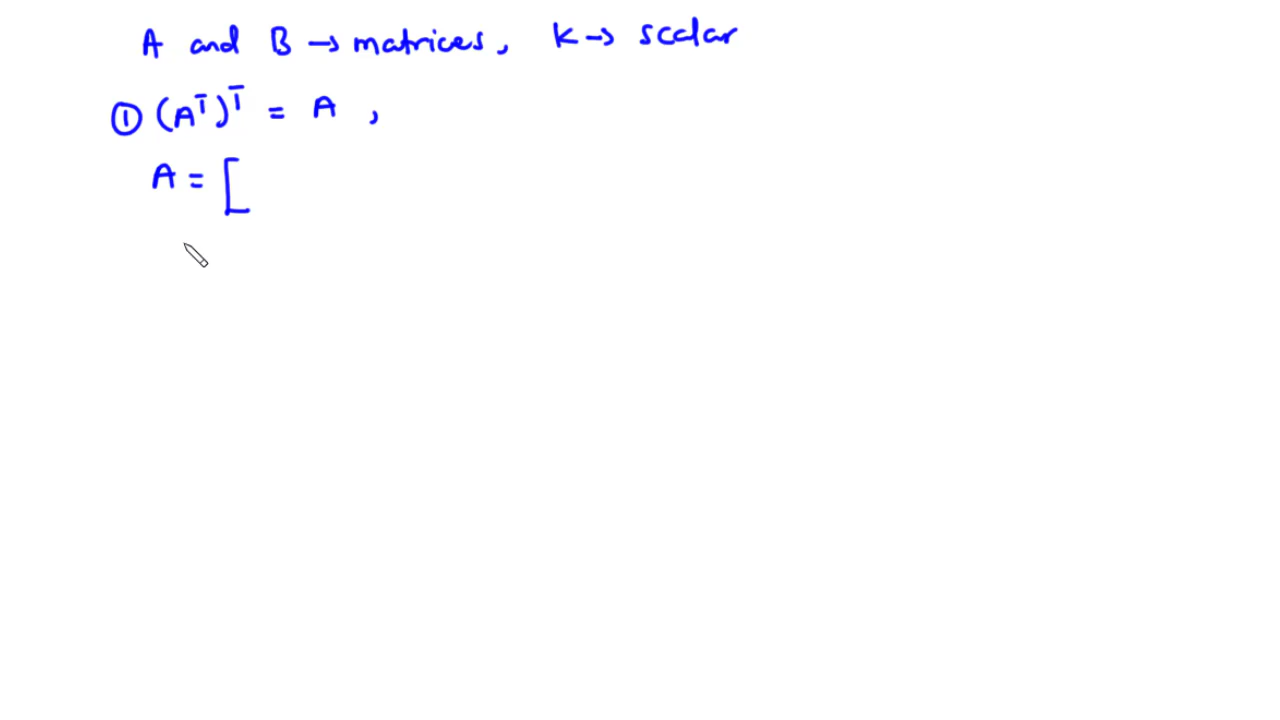 A and B → matrices, K → scalar
① (Aᵀ)ᵀ = A ,
A = [